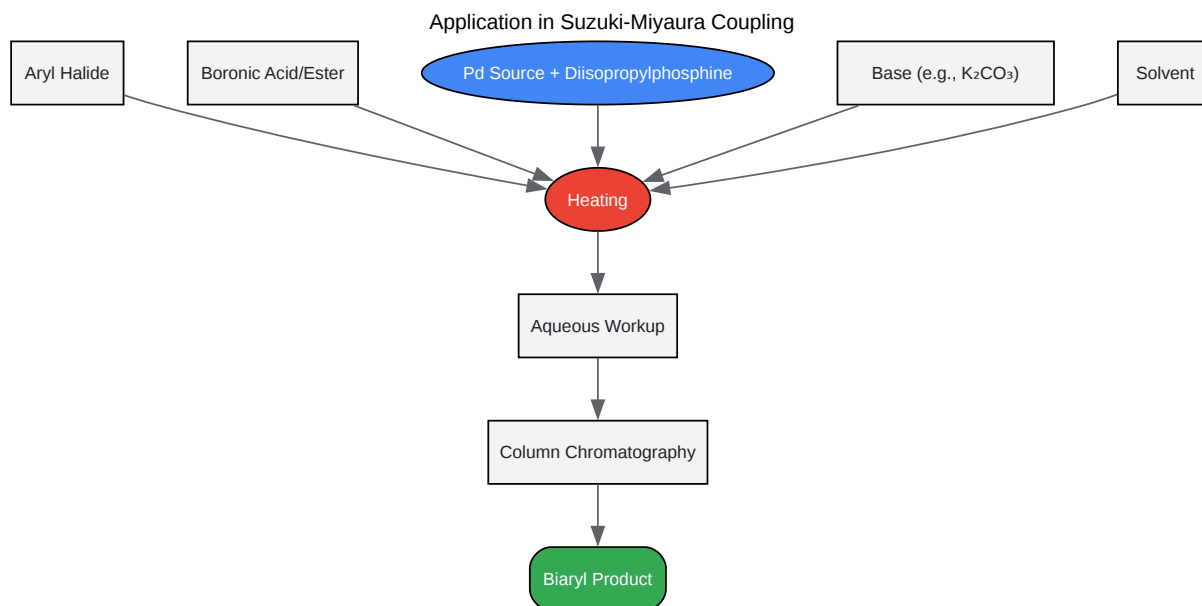 Application in Suzuki-Miyaura Coupling
Aryl Halide
Boronic Acid/Ester
Pd Source + Diisopropylphosphine
Base (e.g., K₂CO₃)
Solvent
Heating
Aqueous Workup
Column Chromatography
Biaryl Product